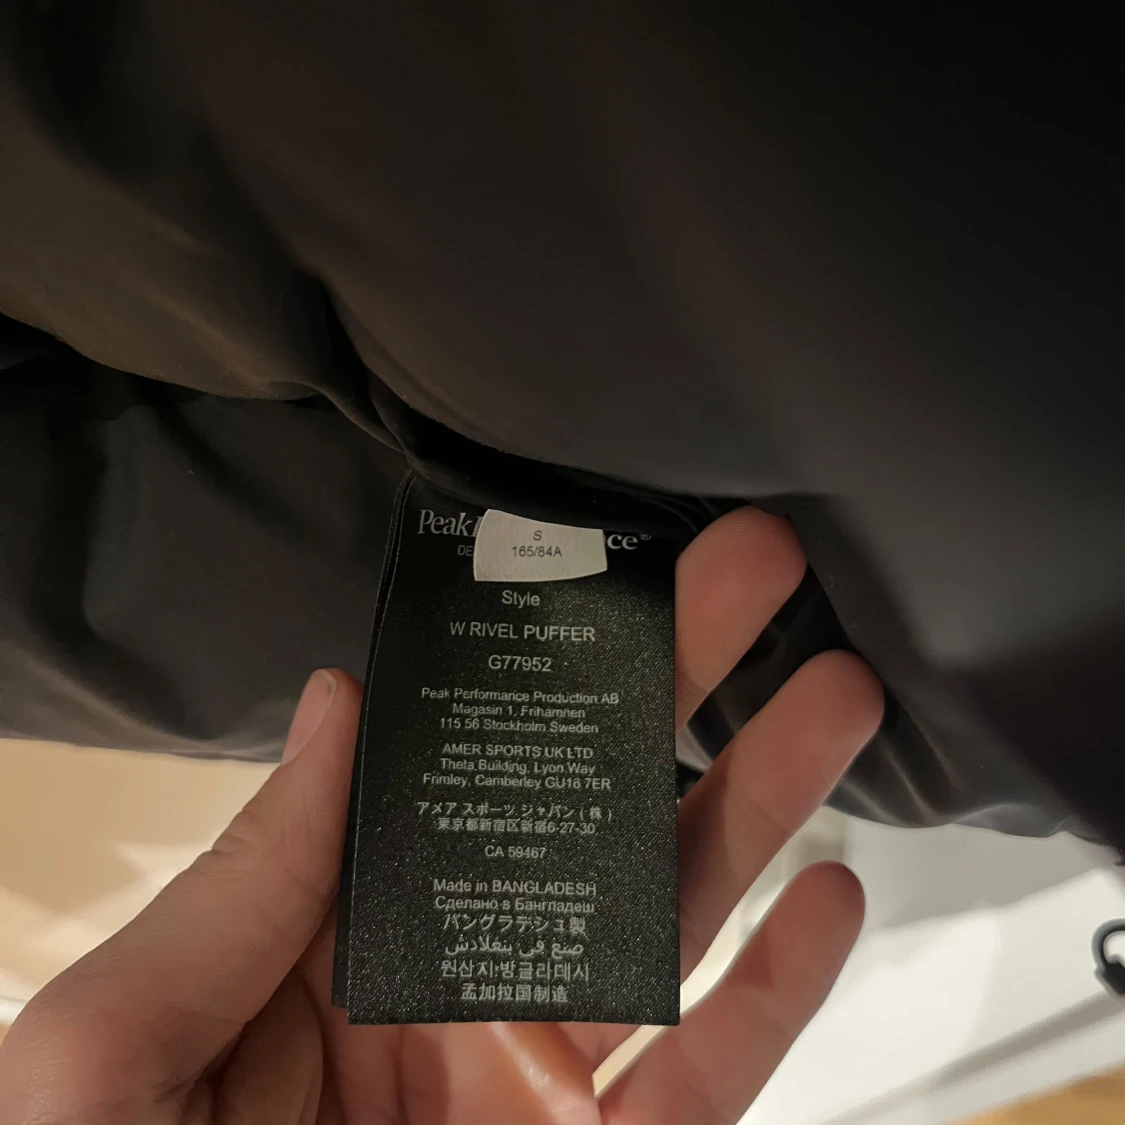 Peak ce®
DE
S
165/84A
Style
W RIVEL PUFFER
G77952
Peak Performance Production AB
Magasin 1, Frihamnen
115 56 Stockholm Sweden
AMER SPORTS UK LTD
Theta Building, Lyon Way
Frimley, Camberley GU16 7ER
アメア スポーツ ジャパン (株)
東京都新宿区新宿6-27-30
CA 59467
Made in BANGLADESH
Сделано в Бангладеш
バングラデシュ製
صنع في بنغلادش
원산지:방글라데시
孟加拉国制造